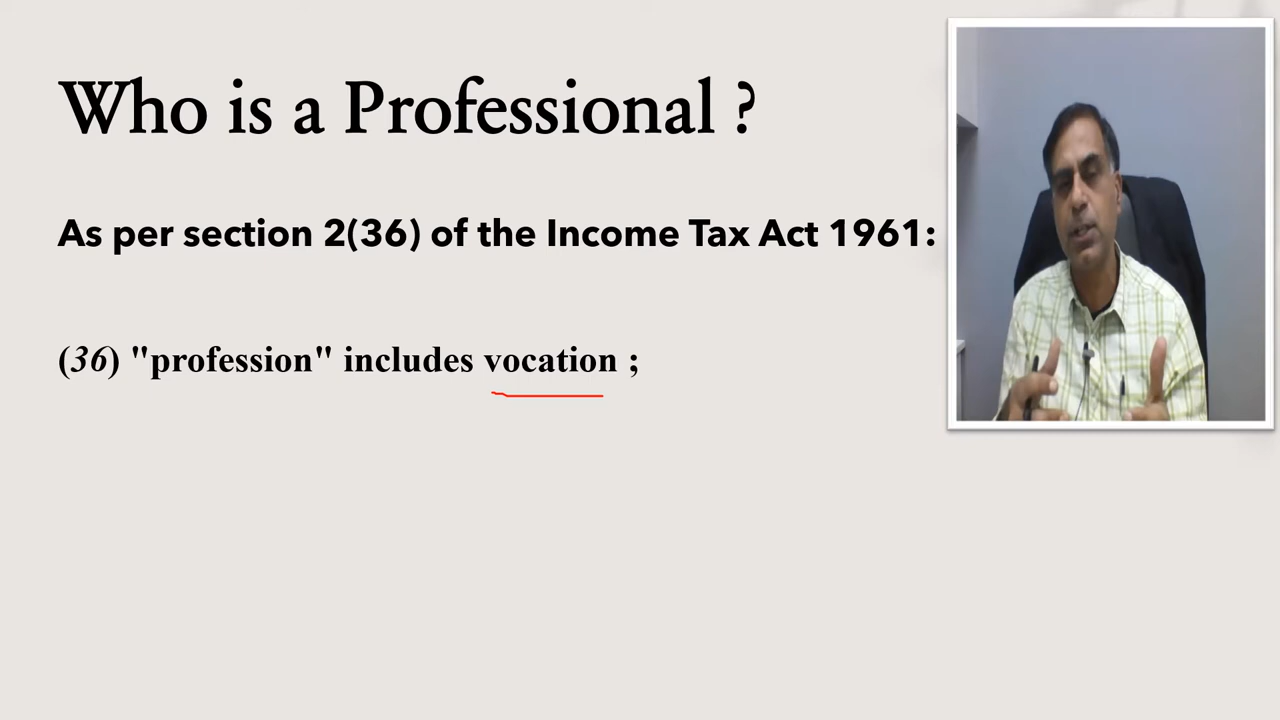 Who is a Professional ?
As per section 2(36) of the Income Tax Act 1961:
(36) "profession" includes vocation ;